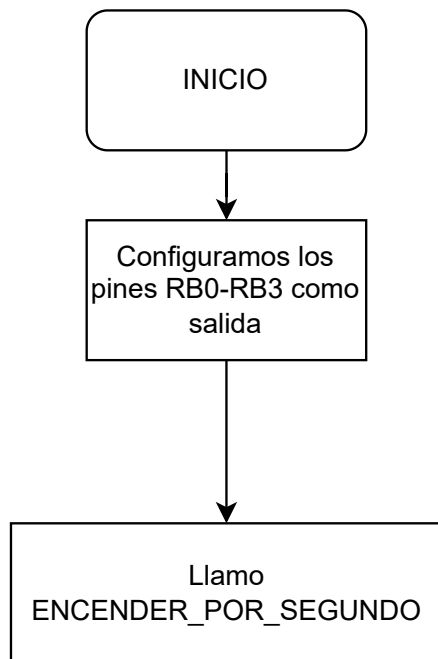 INICIO
Configuramos los
pines RB0-RB3 como
salida
Llamo
ENCENDER_POR_SEGUNDO